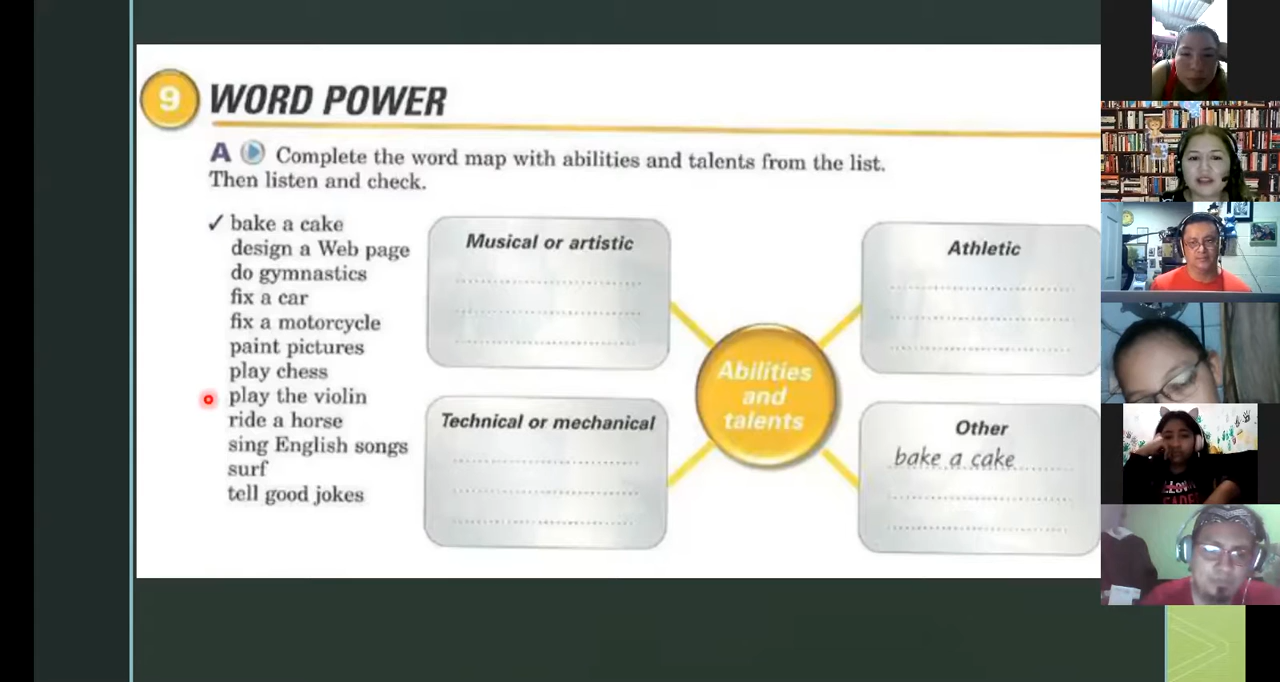 9 WORD POWER
A Complete the word map with abilities and talents from the list.
Then listen and check.
✓ bake a cake
design a Web page
do gymnastics
fix a car
fix a motorcycle
paint pictures
play chess
play the violin
ride a horse
sing English songs
surf
tell good jokes
Musical or artistic
Technical or mechanical
Abilities
and
talents
Athletic
Other
bake a cake